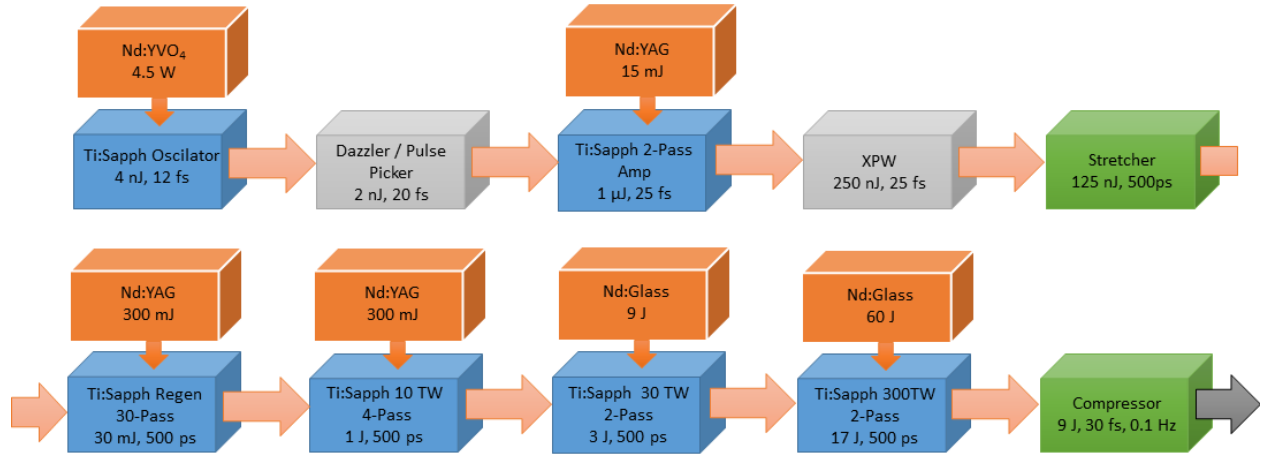 Nd:YVO₄
4.5 W
Nd:YAG
15 mJ
Ti:Sapph Oscilator
4 nJ, 12 fs
Dazzler / Pulse
Picker
2 nJ, 20 fs
Ti:Sapph 2-Pass
Amp
1 µJ, 25 fs
XPW
250 nJ, 25 fs
Stretcher
125 nJ, 500ps
Nd:YAG
300 mJ
Nd:YAG
300 mJ
Nd:Glass
9 J
Nd:Glass
60 J
Ti:Sapph Regen
30-Pass
30 mJ, 500 ps
Ti:Sapph 10 TW
4-Pass
1 J, 500 ps
Ti:Sapph 30 TW
2-Pass
3 J, 500 ps
Ti:Sapph 300TW
2-Pass
17 J, 500 ps
Compressor
9 J, 30 fs, 0.1 Hz